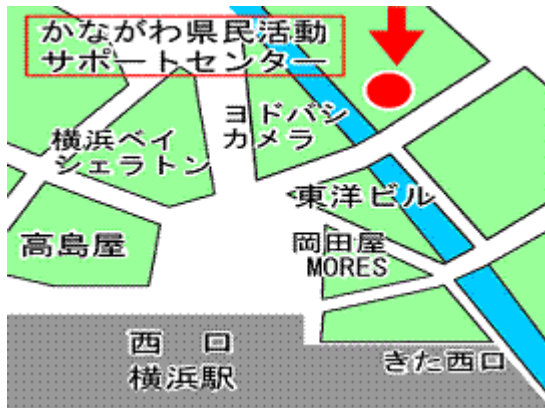 かながわ県民活動
サポートセンター
ヨドバシ
カメラ
横浜ベイ
シェラトン
東洋ビル
高島屋
岡田屋
MORES
西　口
横浜駅
きた西口